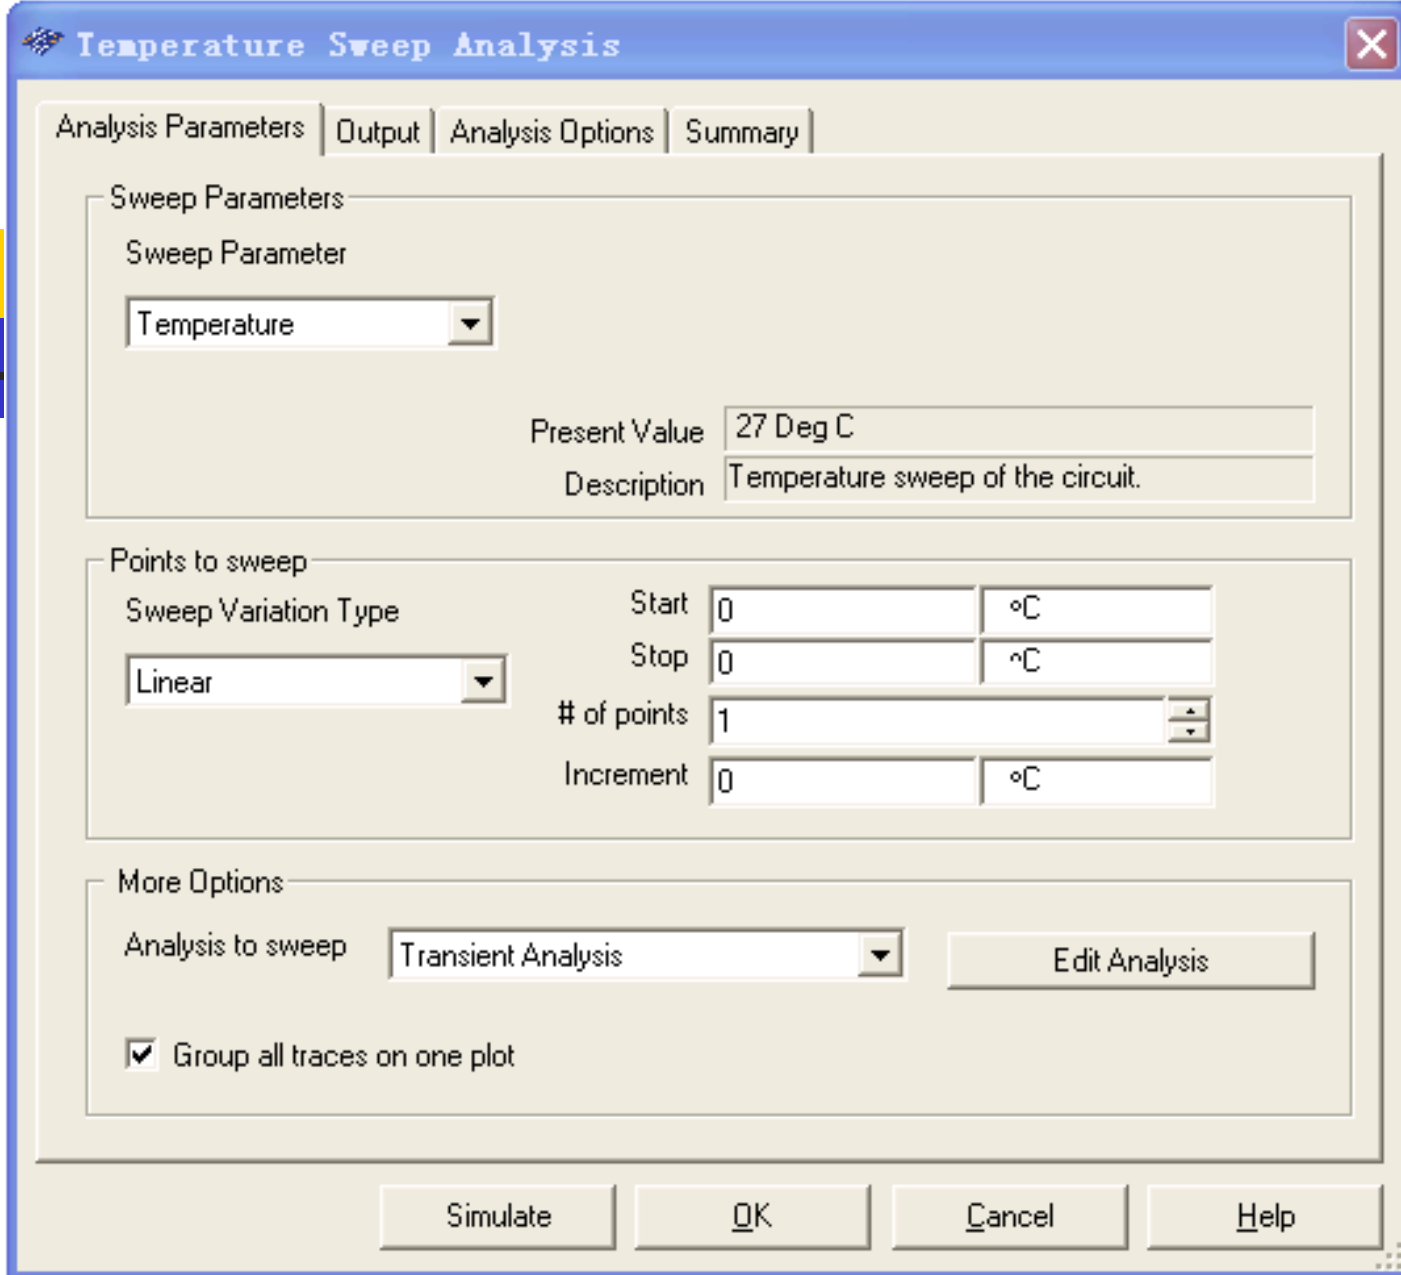 Temperature Sweep Analysis
Analysis Parameters Output Analysis Options Summary
Sweep Parameters
Sweep Parameter
Temperature
Present Value 27 Deg C
Description Temperature sweep of the circuit.
Points to sweep
Sweep Variation Type
Linear
Start 0 °C
Stop 0 °C
# of points 1
Increment 0 °C
More Options
Analysis to sweep Transient Analysis Edit Analysis
Group all traces on one plot
Simulate OK Cancel Help